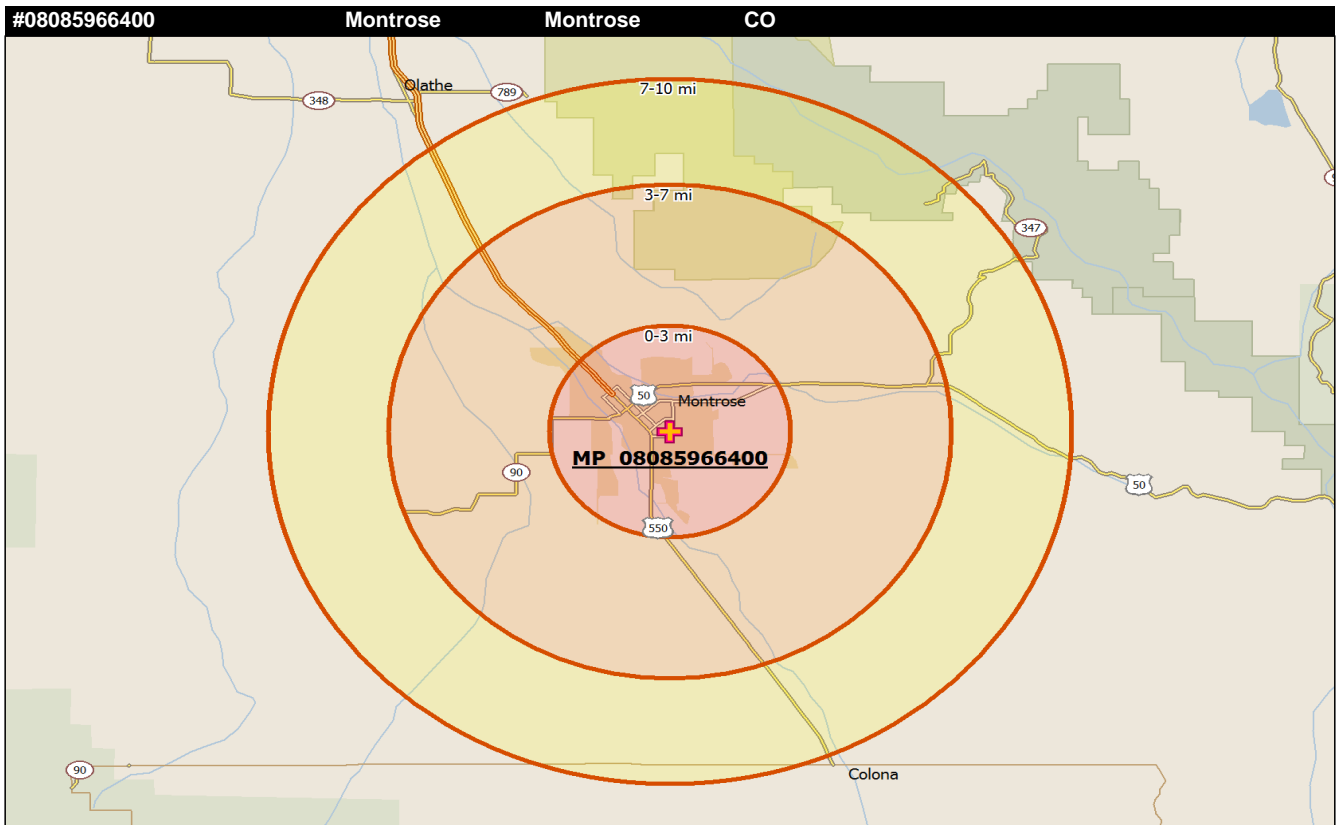 #08085966400 Montrose Montrose CO
7-10 mi
Olathe
789
348
3-7 mi
347
0-3 mi
50
Montrose
MP 08085966400
90
50
550
90
Colona